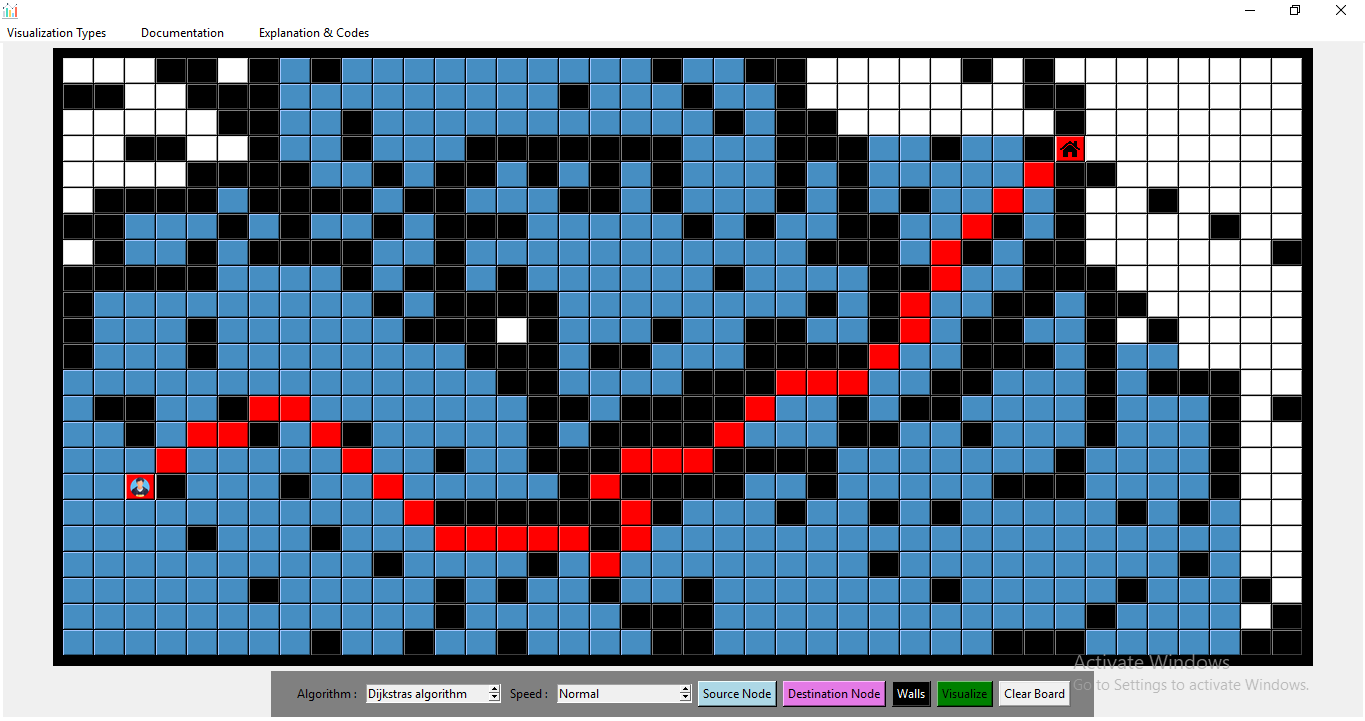 Visualization Types Documentation Explanation & Codes
Activate Windows
Go to Settings to activate Windows.
Algorithm : Dijkstras algorithm Speed : Normal Source Node Destination Node Walls Visualize Clear Board